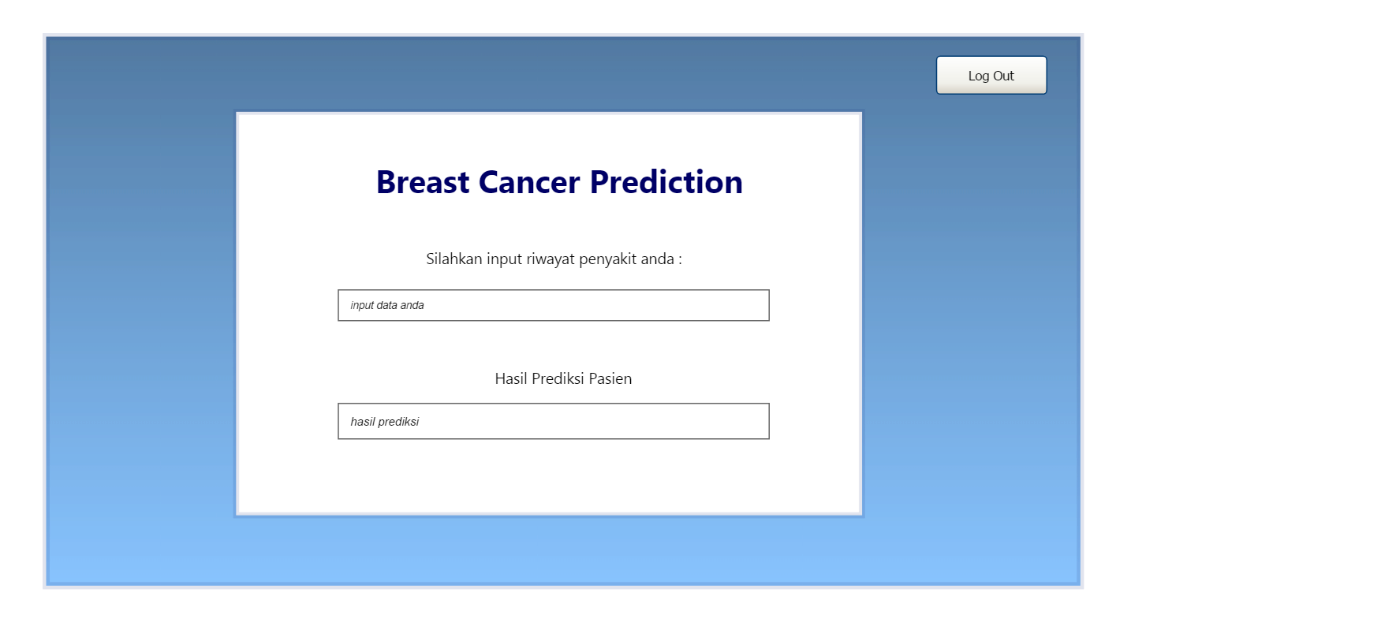 Log Out
Breast Cancer Prediction
Silahkan input riwayat penyakit anda :
input data anda
Hasil Prediksi Pasien
hasil prediksi